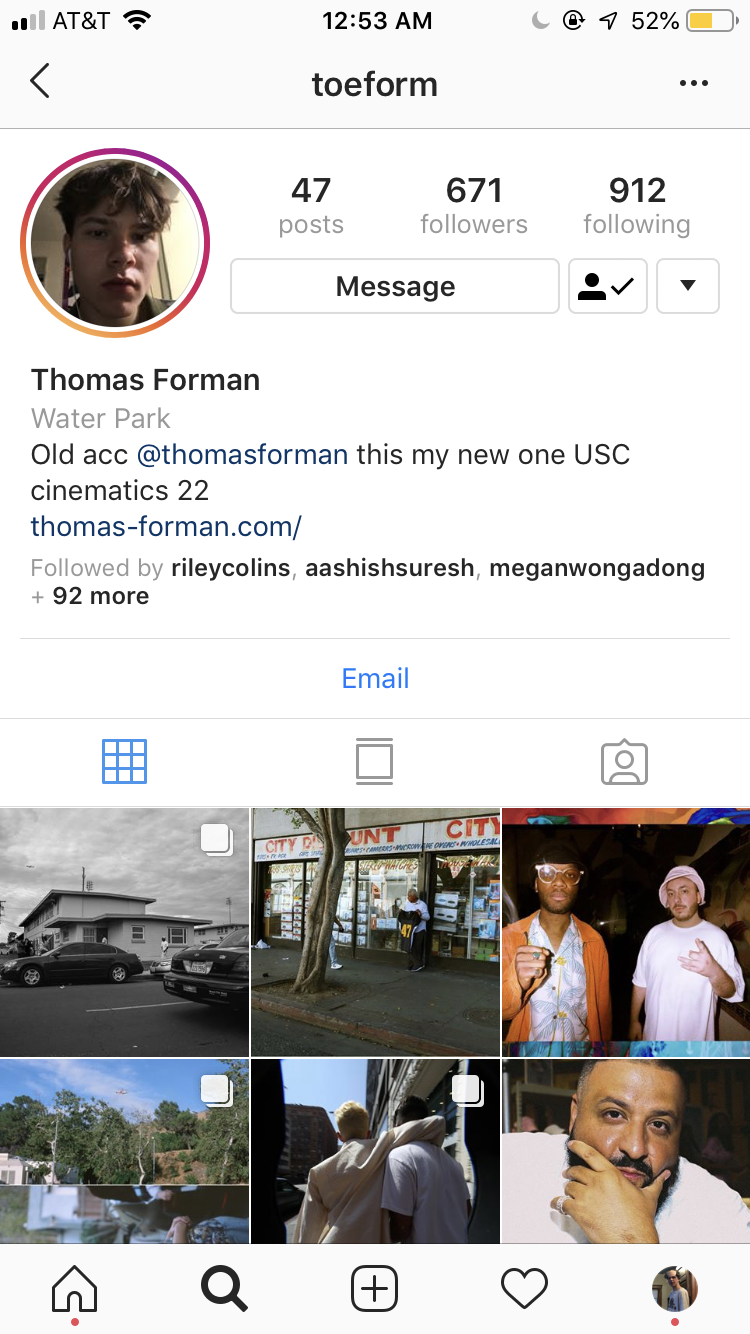 AT&T 12:53 AM 52%
toeform
47 671 912
posts followers following
Message
Thomas Forman
Water Park
Old acc @thomasforman this my new one USC
cinematics 22
thomas-forman.com/
Followed by rileycolins, aashishsuresh, meganwongadong
+ 92 more
Email
CITY
CITY
47